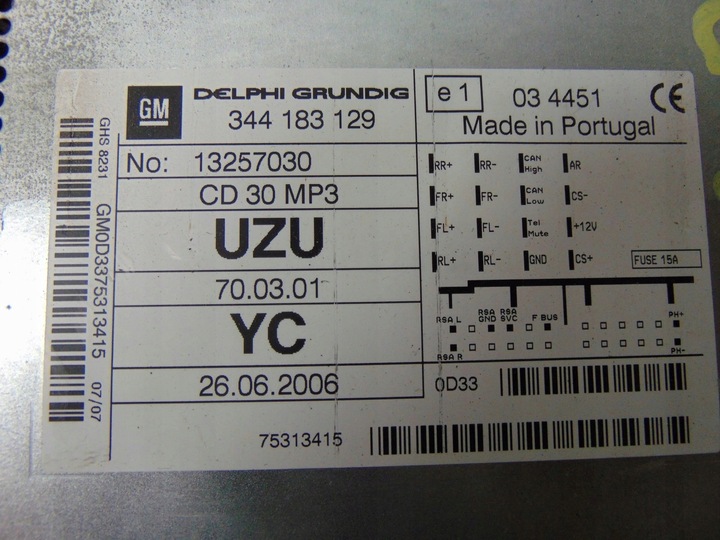 GHS 8231 GM0D3375313415 07/07
GM
DELPHI GRUNDIG
344 183 129
e1
03 4451
CE
Made in Portugal
No: 13257030
CD 30 MP3
UZU
70.03.01
YC
26.06.2006
RR+ RR- CAN High AR
FR+ FR- CAN Low CS-
FL+ FL- Tel Mute +12V
RL+ RL- GND CS+
FUSE 15A
RSA L RSA GND RSA SVC F BUS PH+
RSA R PH-
0D33
75313415